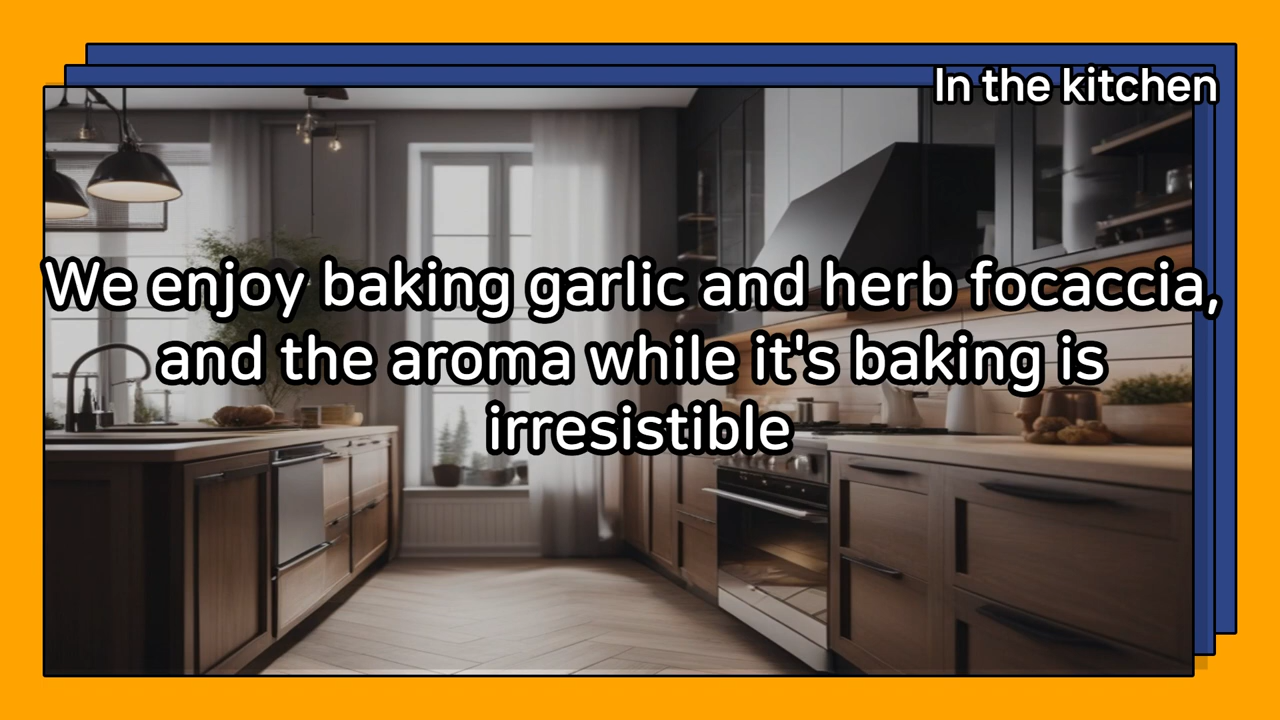 In the kitchen
We enjoy baking garlic and herb focaccia,
and the aroma while it's baking is
irresistible